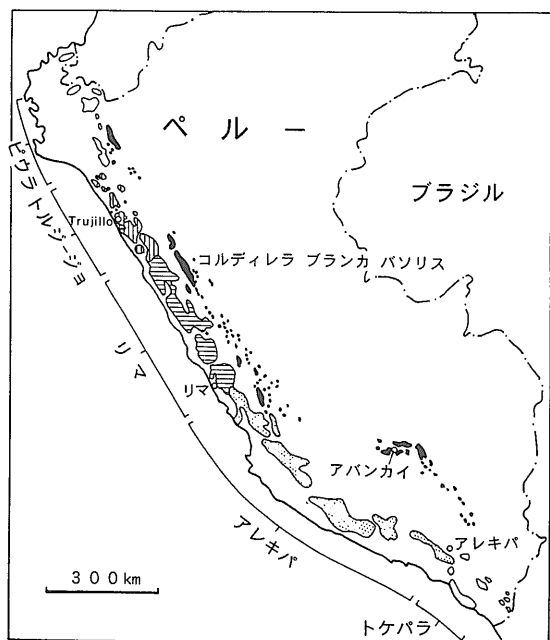 ペルー
ブラジル
Trujillo
コルディレラ ブランカ バソリス
ピウラ
トルジージョ
リマ
リマ
アバンカイ
アレキパ
アレキパ
300km
トケパラ